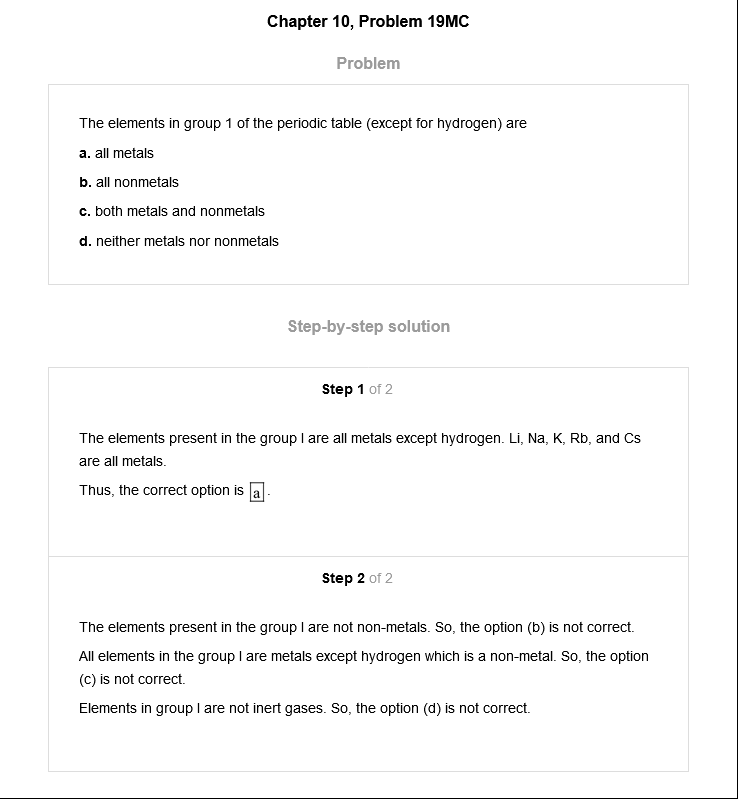 Chapter 10, Problem 19MC
Problem
The elements in group 1 of the periodic table (except for hydrogen) are
a. all metals
b. all nonmetals
c. both metals and nonmetals
d. neither metals nor nonmetals
Step-by-step solution
Step 1 of 2
The elements present in the group I are all metals except hydrogen. Li, Na, K, Rb, and Cs
are all metals.
Thus, the correct option is a.
Step 2 of 2
The elements present in the group I are not non-metals. So, the option (b) is not correct.
All elements in the group I are metals except hydrogen which is a non-metal. So, the option
(c) is not correct.
Elements in group I are not inert gases. So, the option (d) is not correct.